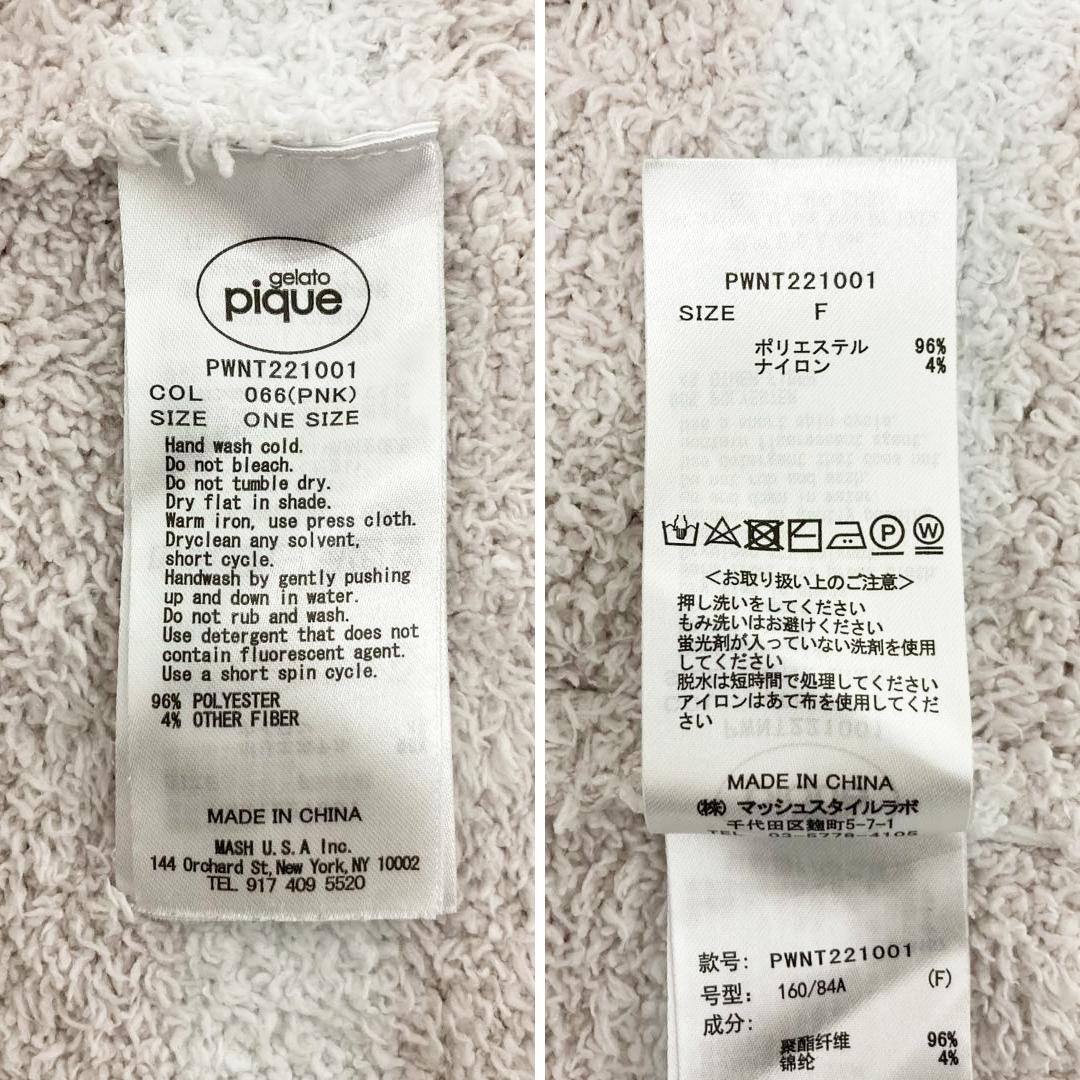 gelato
pique
PWNT221001
COL 066(PNK)
SIZE ONE SIZE
Hand wash cold.
Do not bleach.
Do not tumble dry.
Dry flat in shade.
Warm iron, use press cloth.
Dryclean any solvent,
short cycle.
Handwash by gently pushing
up and down in water.
Do not rub and wash.
Use detergent that does not
contain fluorescent agent.
Use a short spin cycle.
96% POLYESTER
4% OTHER FIBER
MADE IN CHINA
MASH U.S.A Inc.
144 Orchard St,New York,NY 10002
TEL 917 409 5520
PWNT221001
SIZE F
ポリエステル 96%
ナイロン 4%
P W
＜お取り扱い上のご注意＞
押し洗いをしてください
もみ洗いはお避けください
蛍光剤が入っていない洗剤を使用
してください
脱水は短時間で処理してください
アイロンはあて布を使用してくだ
さい
MADE IN CHINA
㈱ マッシュスタイルラボ
千代田区麹町5-7-1
TEL 03-5778-4105
款号: PWNT221001
号型: 160/84A (F)
成分:
聚酯纤维 96%
锦纶 4%